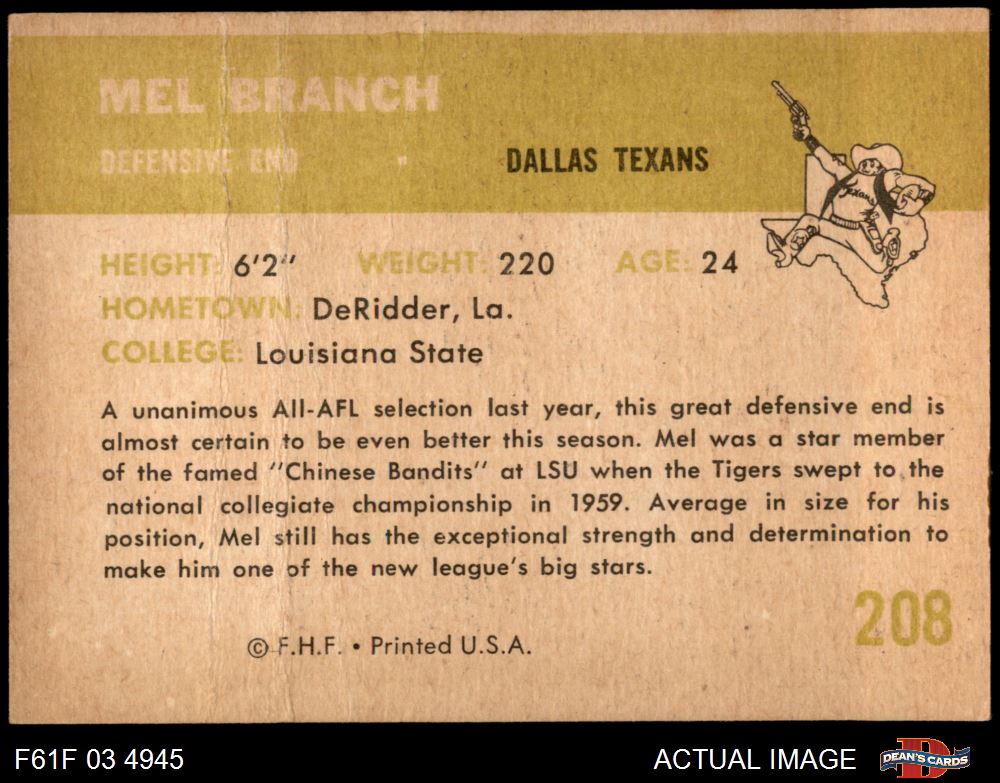 MEL BRANCH
DEFENSIVE END
DALLAS TEXANS
Texans
HEIGHT: 6'2" WEIGHT: 220 AGE: 24
HOMETOWN: DeRidder, La.
COLLEGE: Louisiana State
A unanimous All-AFL selection last year, this great defensive end is
almost certain to be even better this season. Mel was a star member
of the famed "Chinese Bandits" at LSU when the Tigers swept to the
national collegiate championship in 1959. Average in size for his
position, Mel still has the exceptional strength and determination to
make him one of the new league's big stars.
208
© F.H.F. • Printed U.S.A.
F61F 03 4945
ACTUAL IMAGE
DEAN'S CARDS